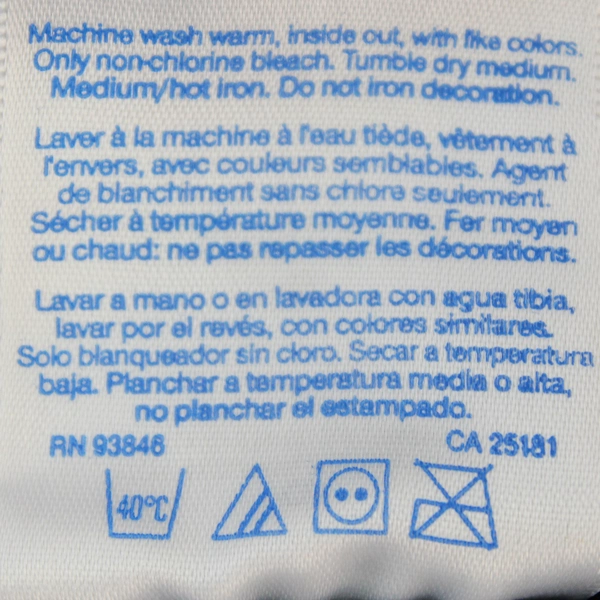 Machine wash warm, inside out, with like colors.
Only non-chlorine bleach. Tumble dry medium.
Medium/hot iron. Do not iron decoration.
Laver à la machine à l'eau tiède, vêtement à
l'envers, avec couleurs semblables. Agent
de blanchiment sans chlore seulement.
Sécher à température moyenne. Fer moyen
ou chaud: ne pas repasser les décorations.
Lavar a mano o en lavadora con agua tibia,
lavar por el revés, con colores similares.
Solo blanqueador sin cloro. Secar a temperatura
baja. Planchar a temperatura media o alta,
no planchar el estampado.
RN 93846 CA 25181
40°C